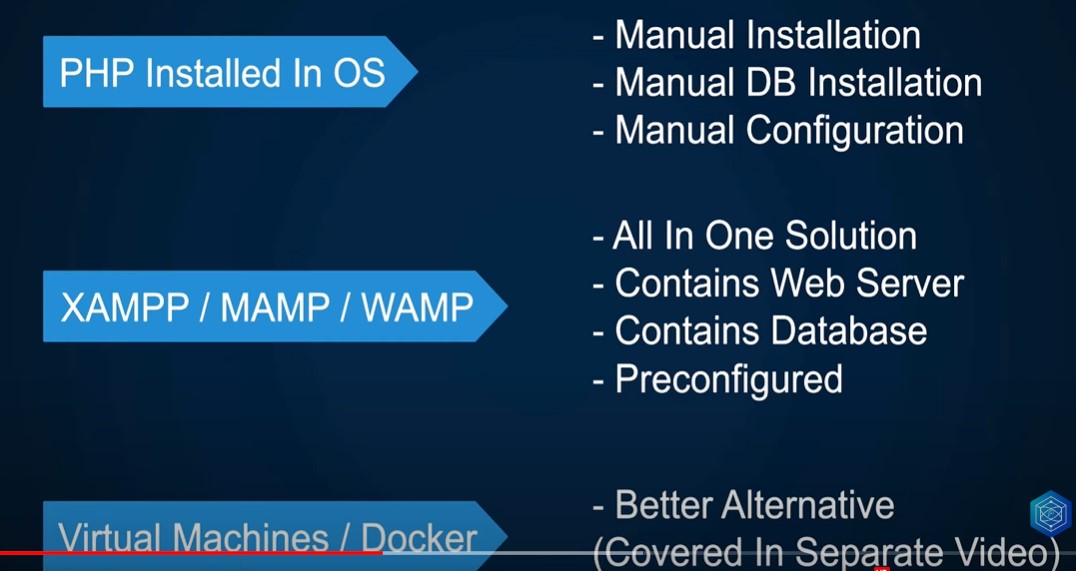 PHP Installed In OS
- Manual Installation
- Manual DB Installation
- Manual Configuration
XAMPP / MAMP / WAMP
- All In One Solution
- Contains Web Server
- Contains Database
- Preconfigured
Virtual Machines / Docker
- Better Alternative
(Covered In Separate Video)